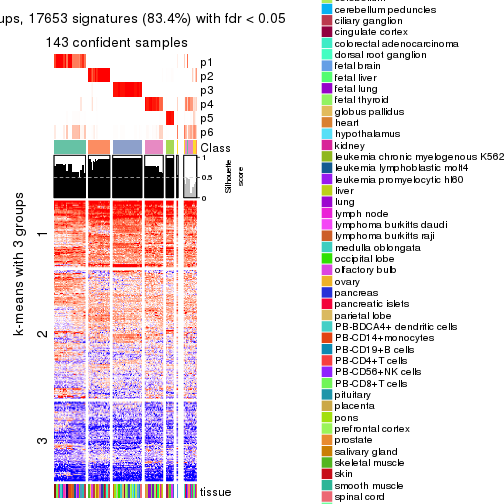 ups, 17653 signatures (83.4%) with fdr < 0.05
143 confident samples
p1
p2
p3
p4
p5
p6
Class
1
0.5
0
Silhouette
score
k-means with 3 groups
1
2
3
tissue
cerebellum peduncles
ciliary ganglion
cingulate cortex
colorectal adenocarcinoma
dorsal root ganglion
fetal brain
fetal liver
fetal lung
fetal thyroid
globus pallidus
heart
hypothalamus
kidney
leukemia chronic myelogenous K562
leukemia lymphoblastic molt4
leukemia promyelocytic hl60
liver
lung
lymph node
lymphoma burkitts daudi
lymphoma burkitts raji
medulla oblongata
occipital lobe
olfactory bulb
ovary
pancreas
pancreatic islets
parietal lobe
PB-BDCA4+ dendritic cells
PB-CD14+monocytes
PB-CD19+B cells
PB-CD4+T cells
PB-CD56+NK cells
PB-CD8+T cells
pituitary
placenta
pons
prefrontal cortex
prostate
salivary gland
skeletal muscle
skin
smooth muscle
spinal cord